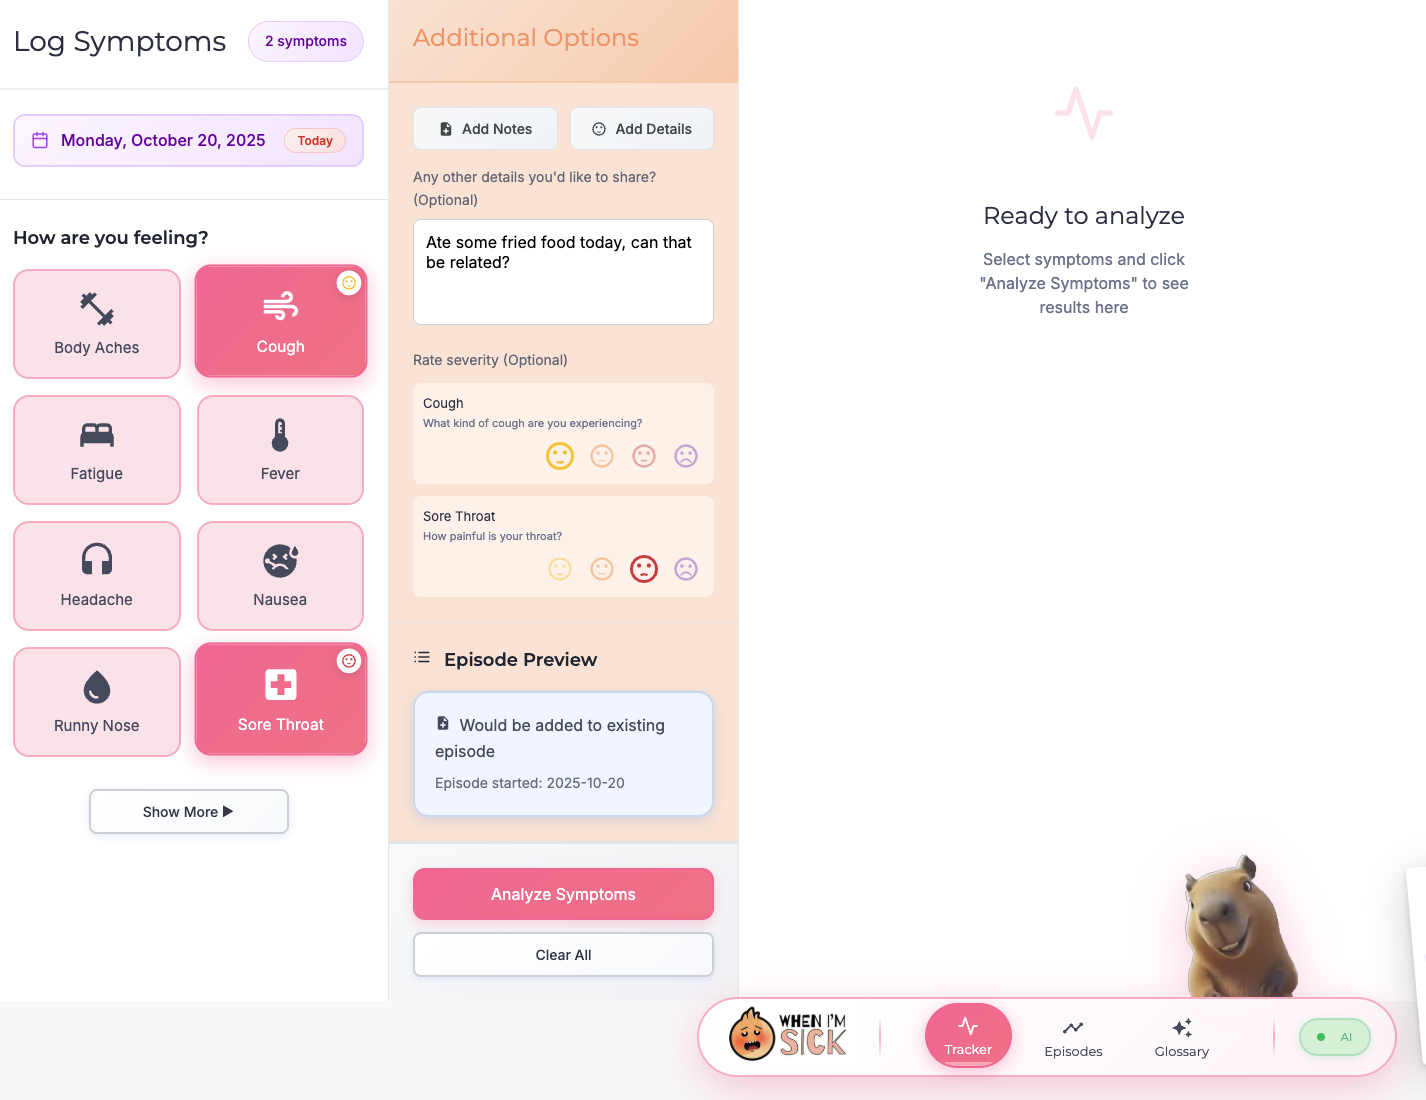 Log Symptoms
2 symptoms
Monday, October 20, 2025
Today
How are you feeling?
Body Aches
Cough
Fatigue
Fever
Headache
Nausea
Runny Nose
Sore Throat
Show More ▶
Additional Options
Add Notes
Add Details
Any other details you'd like to share?
(Optional)
Ate some fried food today, can that
be related?
Rate severity (Optional)
Cough
What kind of cough are you experiencing?
Sore Throat
How painful is your throat?
Episode Preview
Would be added to existing
episode
Episode started: 2025-10-20
Analyze Symptoms
Clear All
Ready to analyze
Select symptoms and click
"Analyze Symptoms" to see
results here
WHEN I'M
SICK
Tracker
Episodes
Glossary
AI